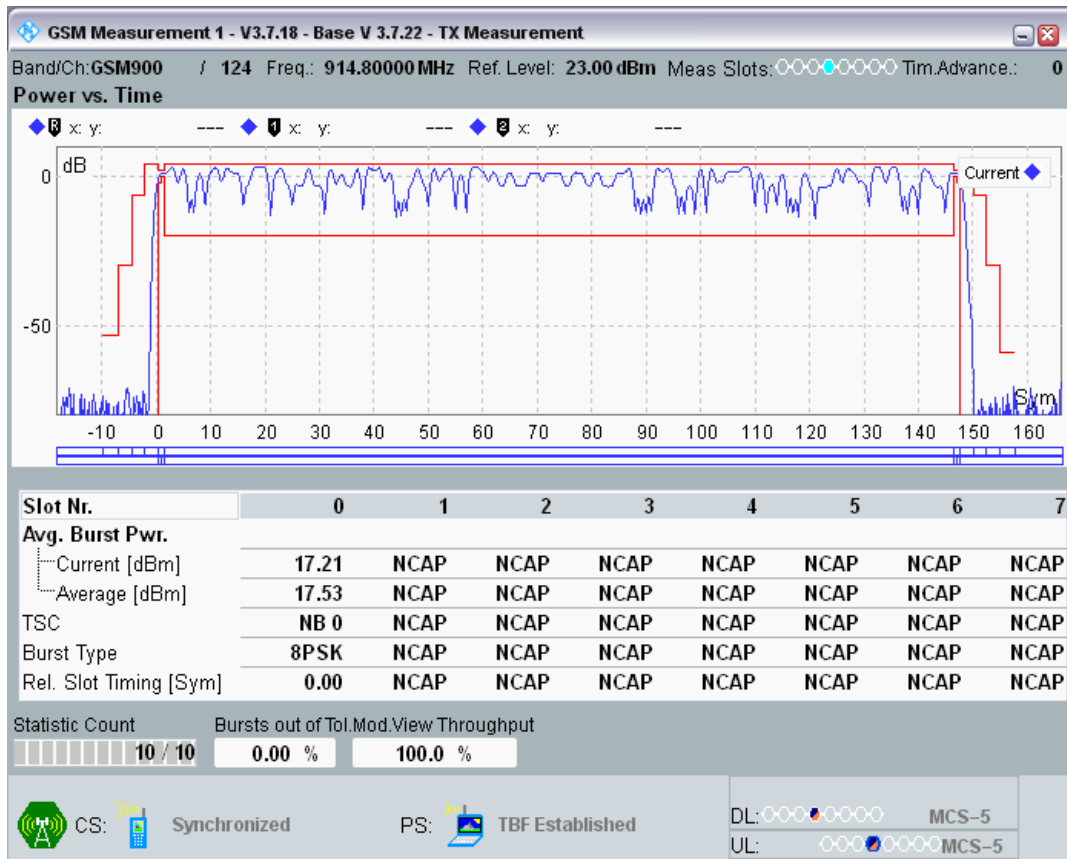 GSM Measurement 1 - V3.7.18 - Base V 3.7.22 - TX Measurement
Band/Ch:GSM900 / 124 Freq.: 914.80000 MHz Ref. Level: 23.00 dBm Meas Slots: Tim.Advance.: 0
Power vs. Time
R x: y: --- 1 x: y: --- 2 x: y: ---
dB
Current
0
-50
Sym
-10 0 10 20 30 40 50 60 70 80 90 100 110 120 130 140 150 160
Slot Nr. 0 1 2 3 4 5 6 7
Avg. Burst Pwr.
Current [dBm] 17.21 NCAP NCAP NCAP NCAP NCAP NCAP NCAP
Average [dBm] 17.53 NCAP NCAP NCAP NCAP NCAP NCAP NCAP
TSC NB 0 NCAP NCAP NCAP NCAP NCAP NCAP NCAP
Burst Type 8PSK NCAP NCAP NCAP NCAP NCAP NCAP NCAP
Rel. Slot Timing [Sym] 0.00 NCAP NCAP NCAP NCAP NCAP NCAP NCAP
Statistic Count Bursts out of Tol.Mod.View Throughput
10 / 10 0.00 % 100.0 %
CS: Synchronized PS: TBF Established
DL: MCS-5
UL: MCS-5